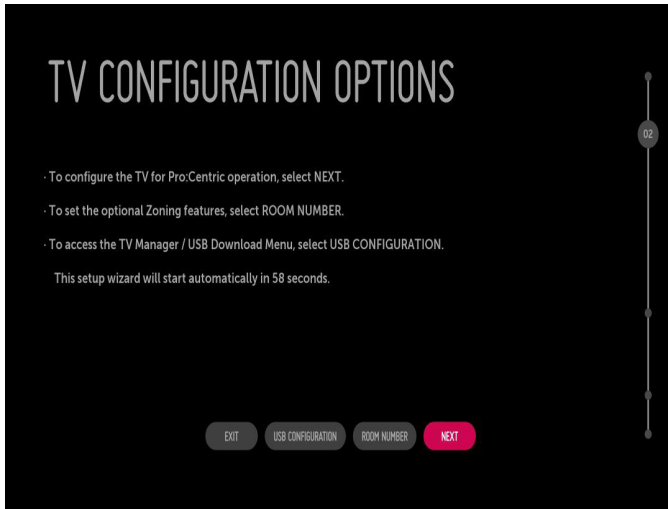 TV CONFIGURATION OPTIONS
02
· To configure the TV for Pro:Centric operation, select NEXT.
· To set the optional Zoning features, select ROOM NUMBER.
· To access the TV Manager / USB Download Menu, select USB CONFIGURATION.
This setup wizard will start automatically in 58 seconds.
EXIT USB CONFIGURATION ROOM NUMBER NEXT